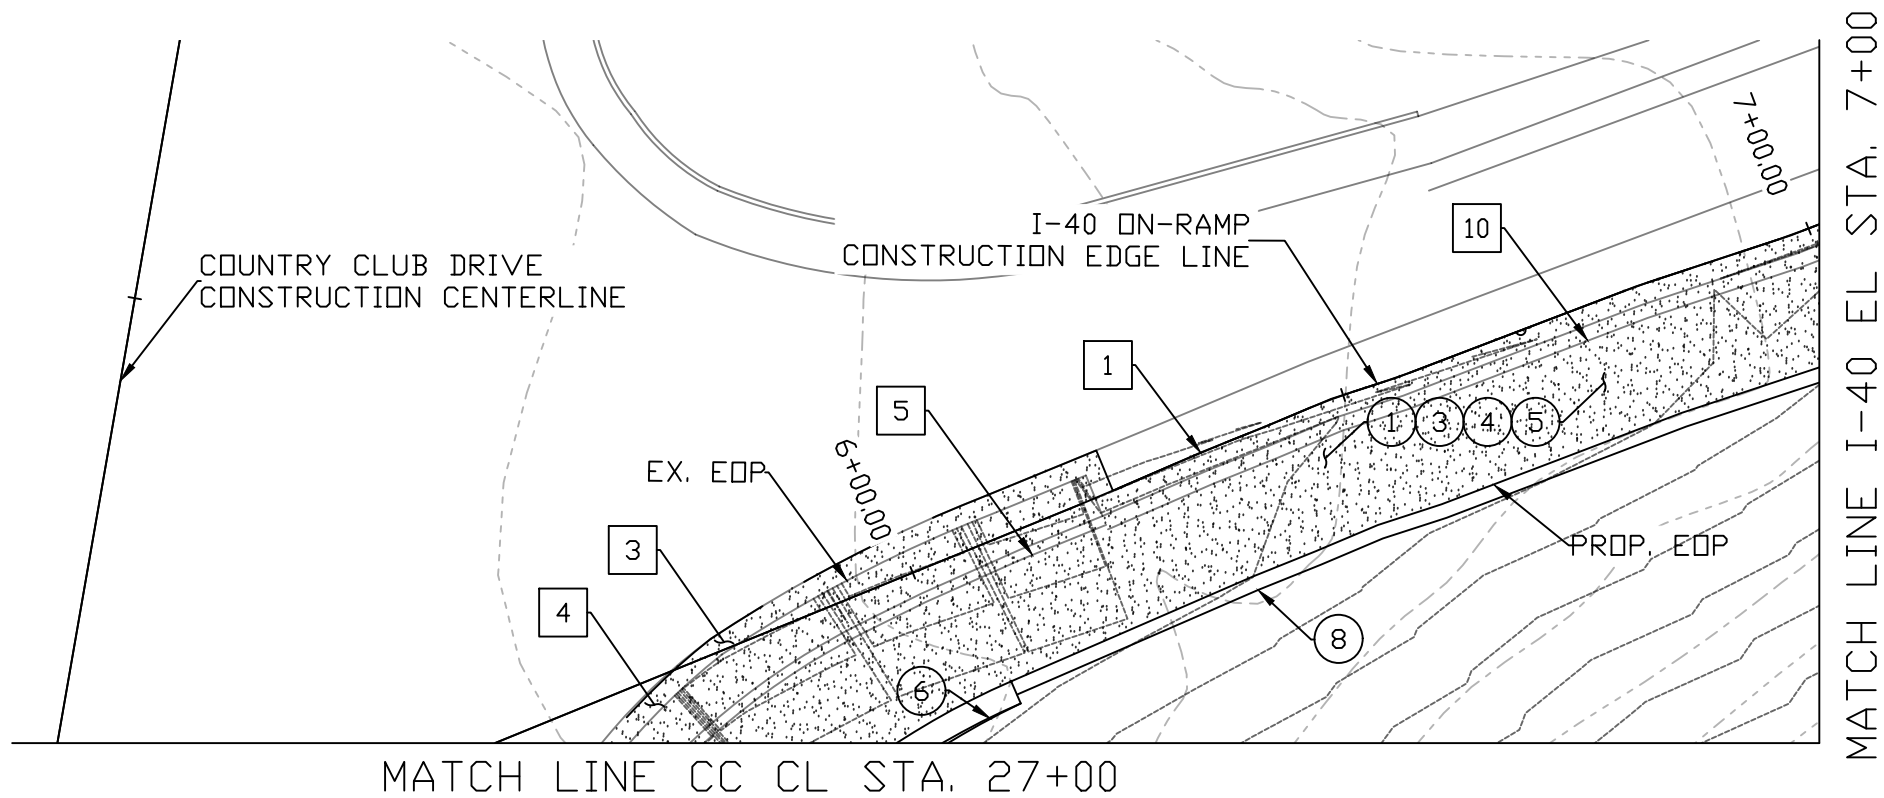 MATCH LINE I-40 EL STA. 7+00
7+00.00
I-40 ON-RAMP
CONSTRUCTION EDGE LINE
10
COUNTRY CLUB DRIVE
CONSTRUCTION CENTERLINE
1
5
1 3 4 5
EX. EOP
6+00.00
3
PROP. EOP
4
8
6
MATCH LINE CC CL STA. 27+00